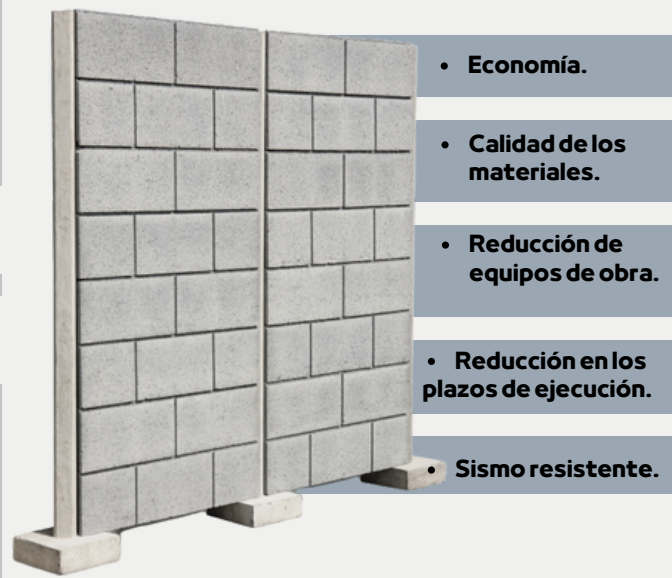 • Economía.
• Calidad de los
materiales.
• Reducción de
equipos de obra.
• Reducción en los
plazos de ejecución.
• Sismo resistente.